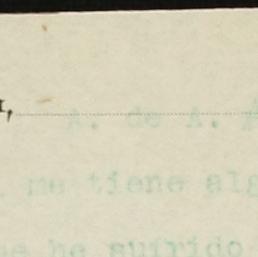 A. de A.
me tiene alg
he sufrido